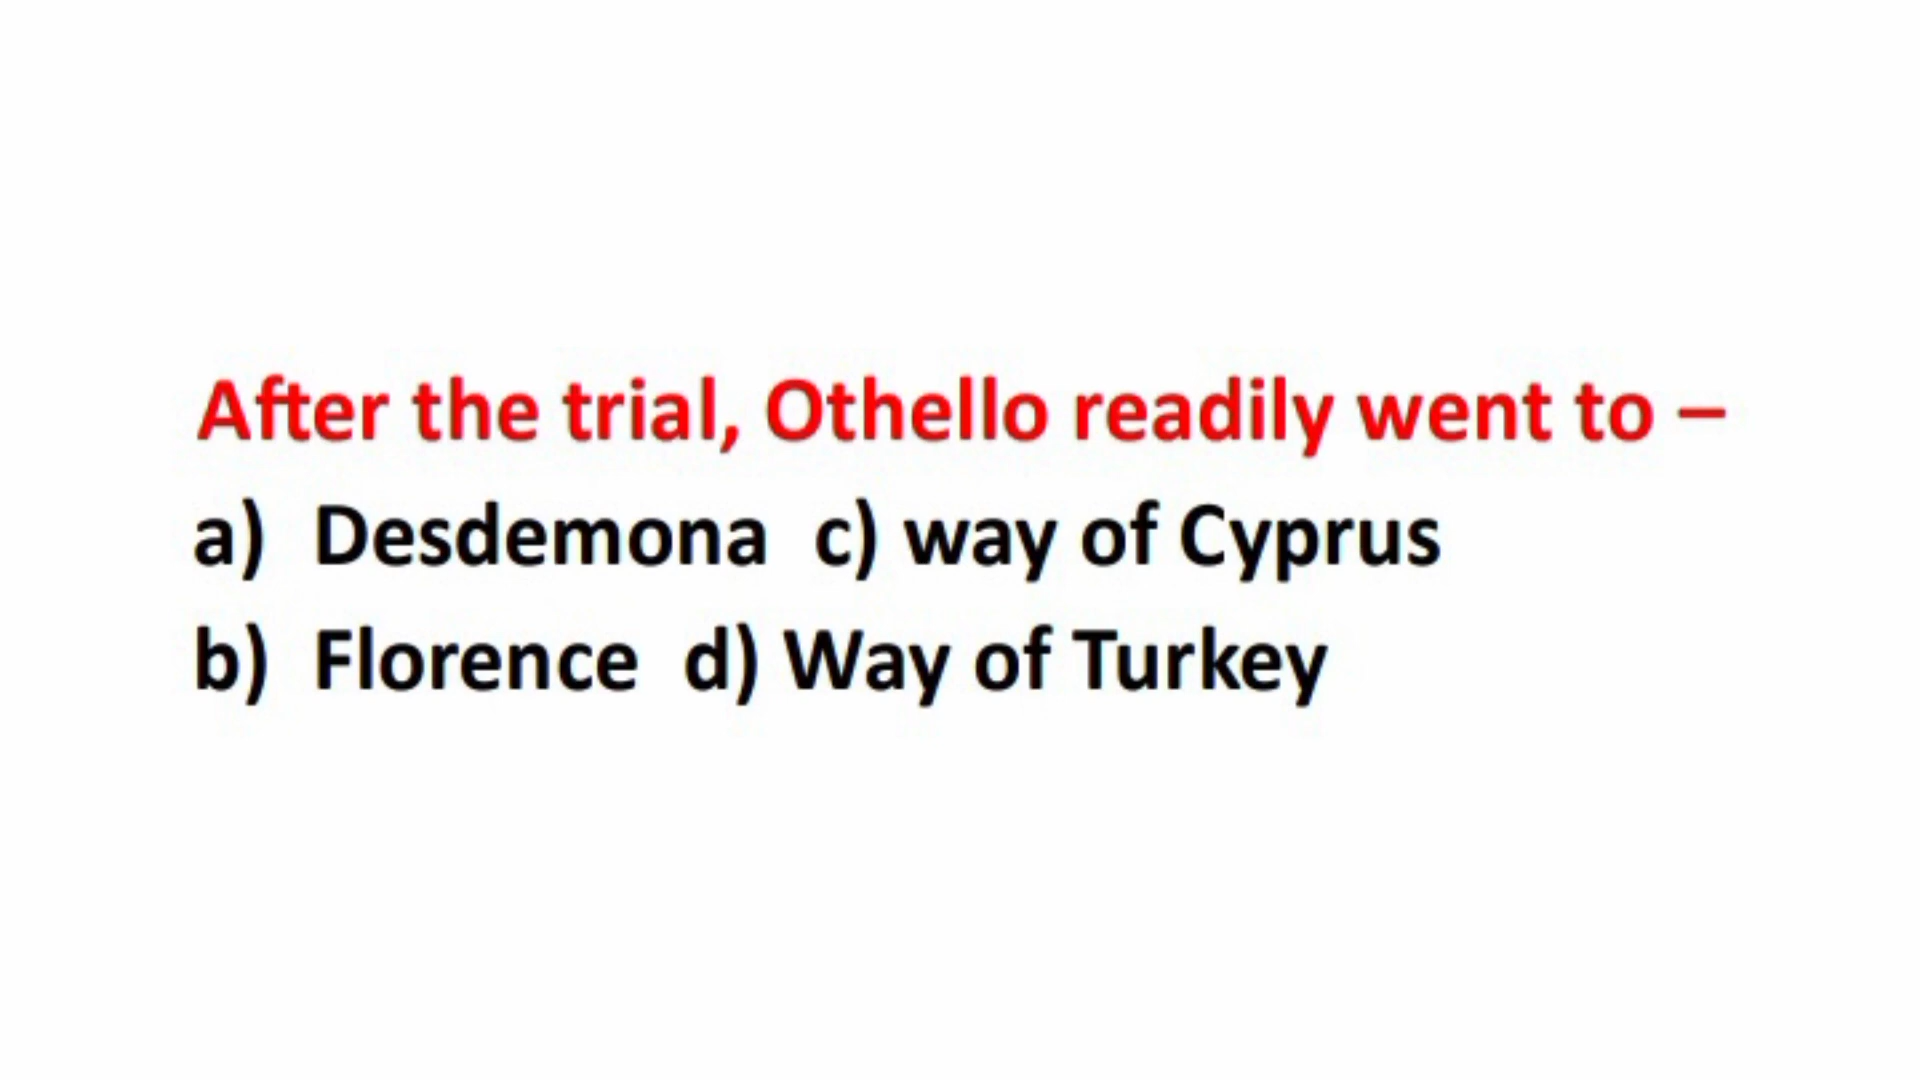 After the trial, Othello readily went to –
a) Desdemona c) way of Cyprus
b) Florence d) Way of Turkey